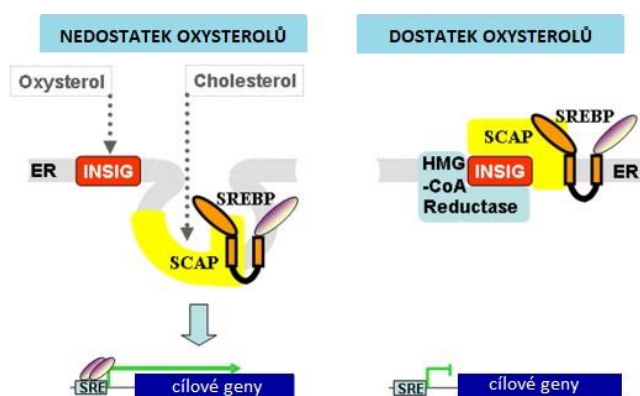 NEDOSTATEK OXYSTEROLŮ
Oxysterol
Cholesterol
ER
INSIG
SREBP
SCAP
SRE
cílové geny
DOSTATEK OXYSTEROLŮ
SREBP
SCAP
HMG
-CoA
Reductase
INSIG
ER
SRE
cílové geny